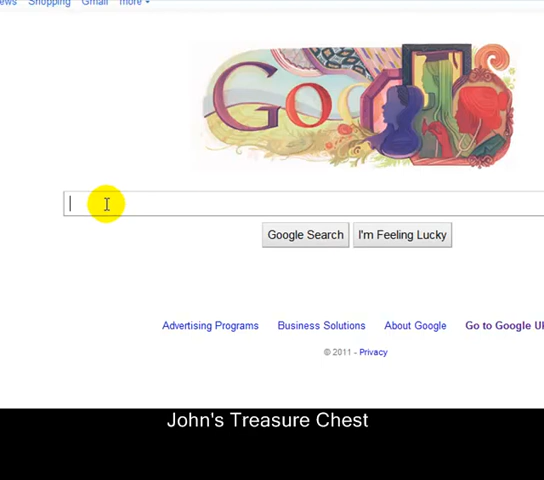 ews Shopping Gmail more
Google
Google Search I'm Feeling Lucky
Advertising Programs Business Solutions About Google Go to Google UK
© 2011 - Privacy
John's Treasure Chest